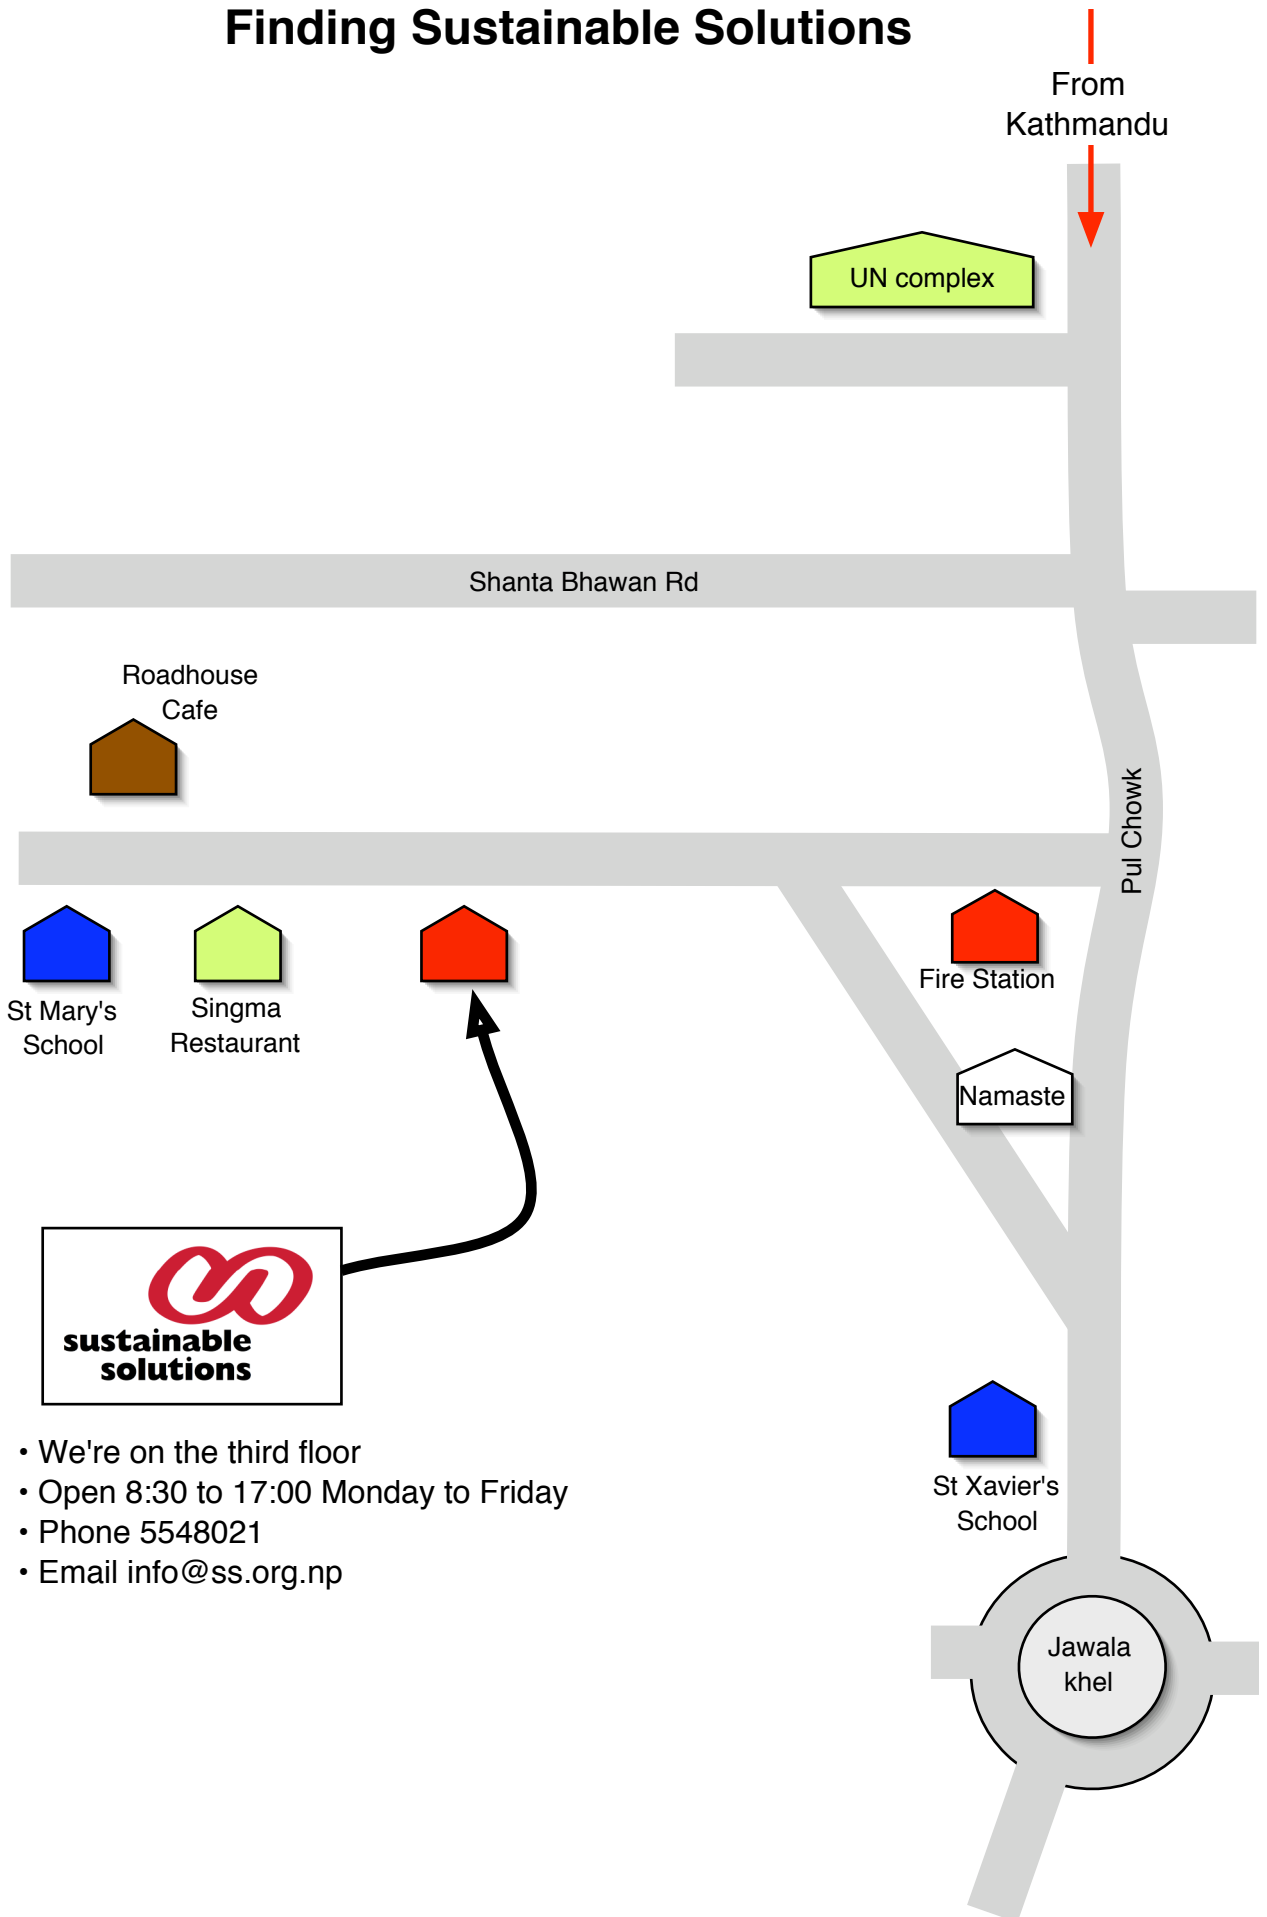 Finding Sustainable Solutions
From
Kathmandu
UN complex
Shanta Bhawan Rd
Roadhouse
Cafe
Pul Chowk
St Mary's
School
Singma
Restaurant
Fire Station
Namaste
sustainable
solutions
• We're on the third floor
• Open 8:30 to 17:00 Monday to Friday
• Phone 5548021
• Email info@ss.org.np
St Xavier's
School
Jawala
khel